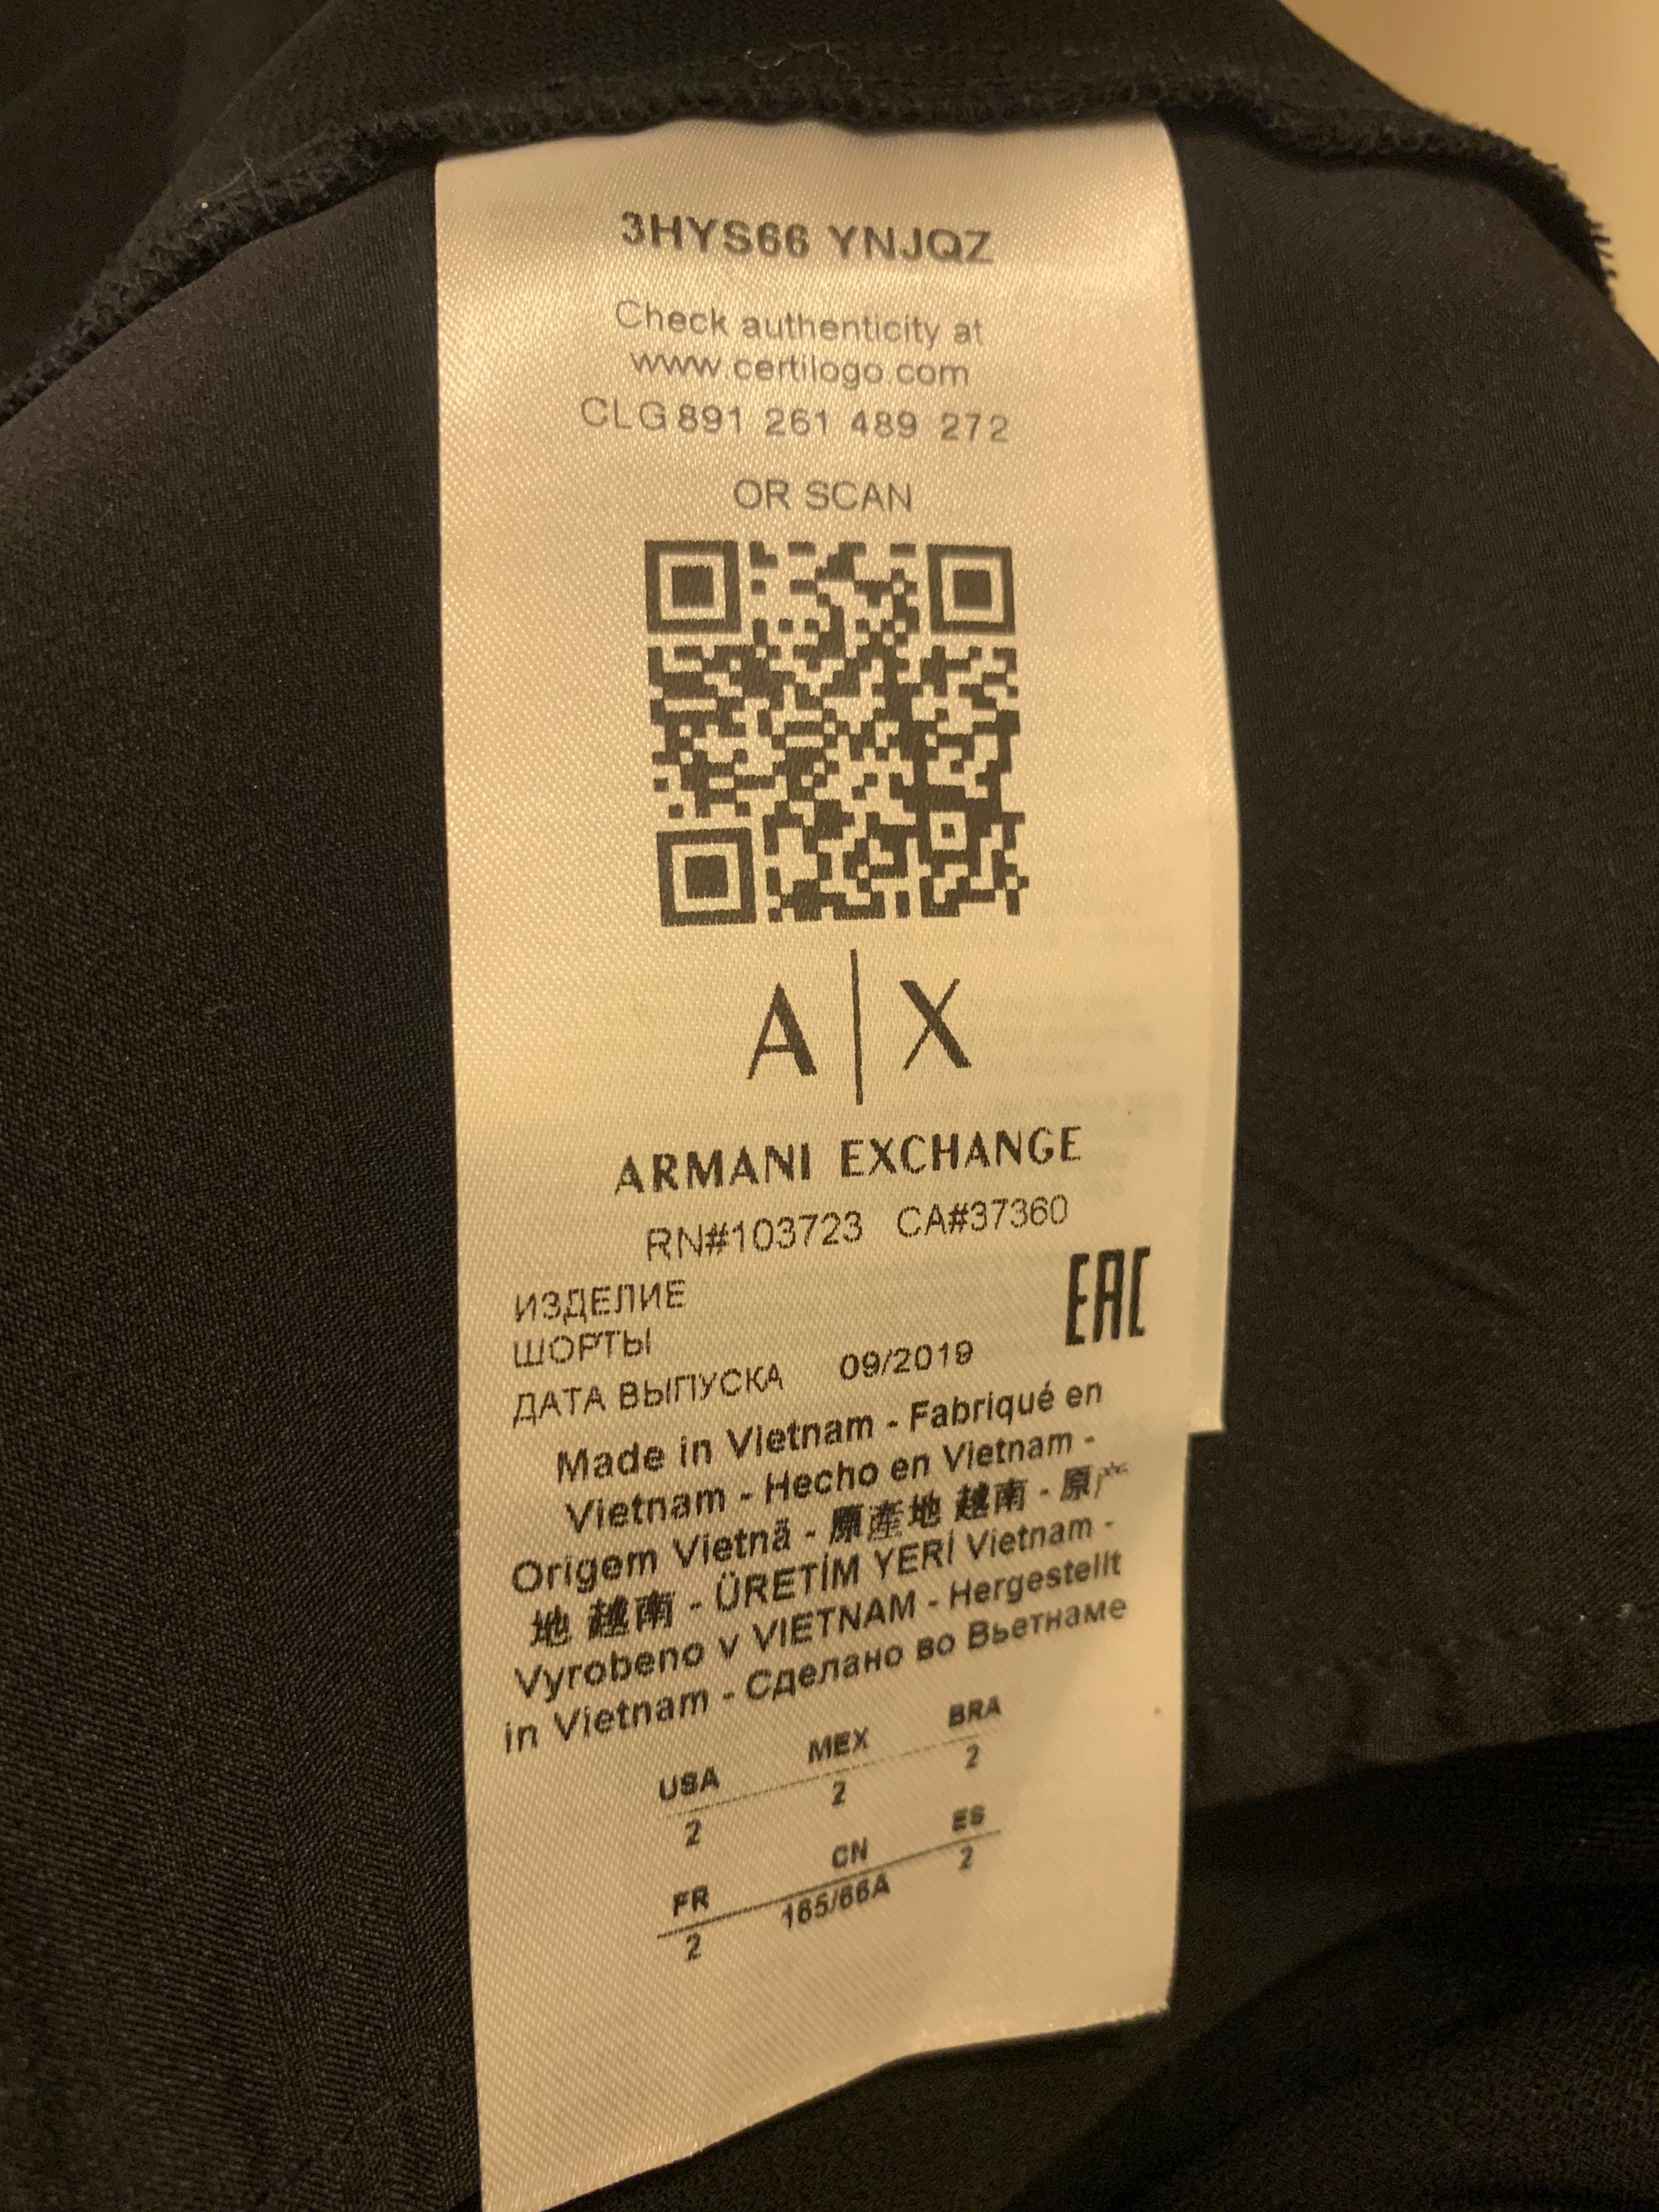 3HYS66 YNJQZ
Check authenticity at
www.certilogo.com
CLG 891 261 489 272
OR SCAN
A|X
ARMANI EXCHANGE
RN#103723 CA#37360
ИЗДЕЛИЕ
ШОРТЫ
EAC
ДАТА ВЫПУСКА 09/2019
Made in Vietnam - Fabriqué en
Vietnam - Hecho en Vietnam -
Origem Vietnã - 原産地 越南 - 原产
地 越南 - ÜRETİM YERİ Vietnam -
Vyrobeno v VIETNAM - Hergestellt
in Vietnam - Сделано во Вьетнаме
USA MEX BRA
2 2 2
FR CN ES
2 165/66A 2